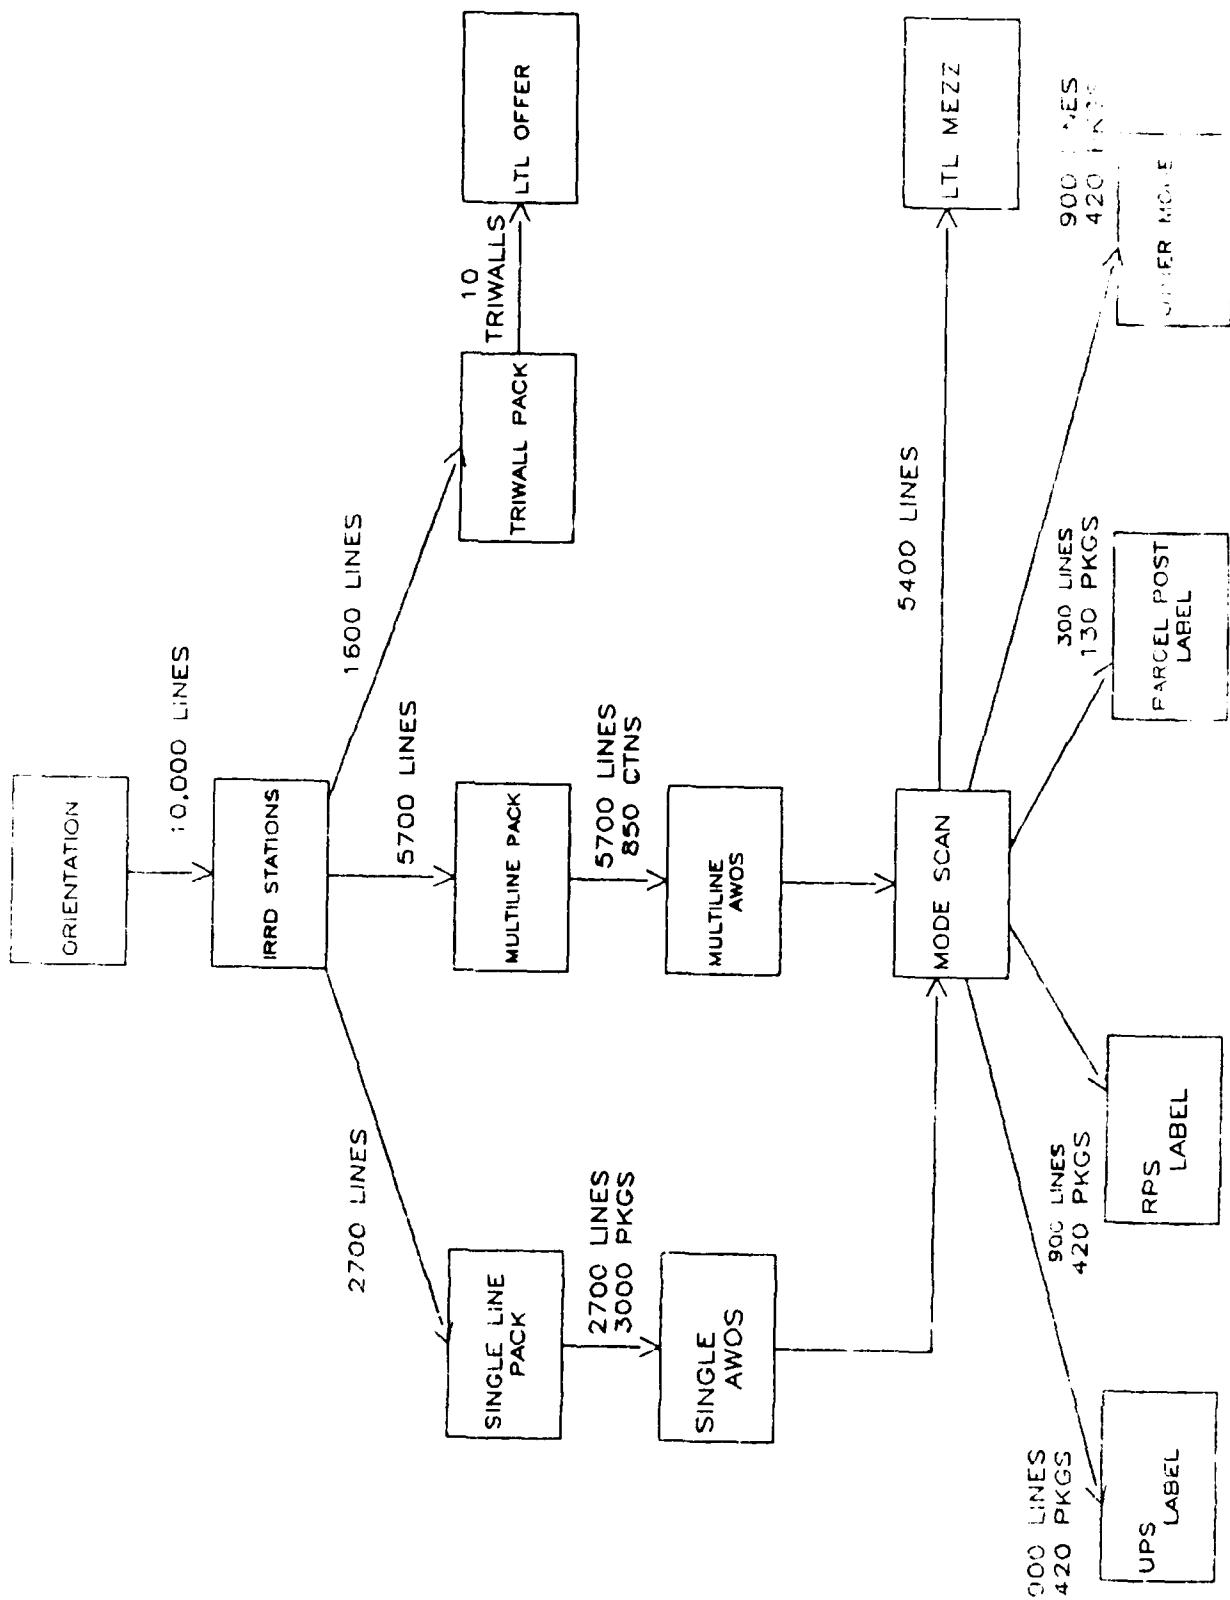 ORIENTATION
10,000 LINES
IRRD STATIONS
2700 LINES
5700 LINES
1600 LINES
SINGLE LINE
PACK
MULTILINE PACK
TRIWALL PACK
10
TRIWALLS
LTL OFFER
2700 LINES
3000 PKGS
5700 LINES
850 CTNS
SINGLE
AWOS
MULTILINE
AWOS
MODE SCAN
5400 LINES
LTL MEZZ
900 LINES
420 PKGS
UPS
LABEL
900 LINES
420 PKGS
RPS
LABEL
300 LINES
130 PKGS
PARCEL POST
LABEL
900
420